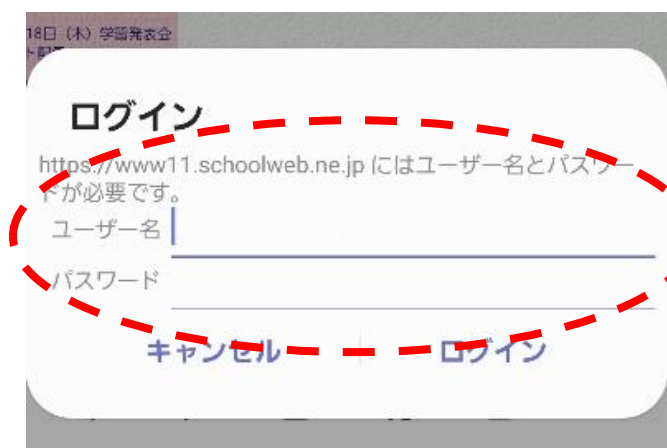 18日（木）学習発表会
ログイン
https://www11.schoolweb.ne.jp にはユーザー名とパスワー
ドが必要です。
ユーザー名
パスワード
キャンセル
ログイン